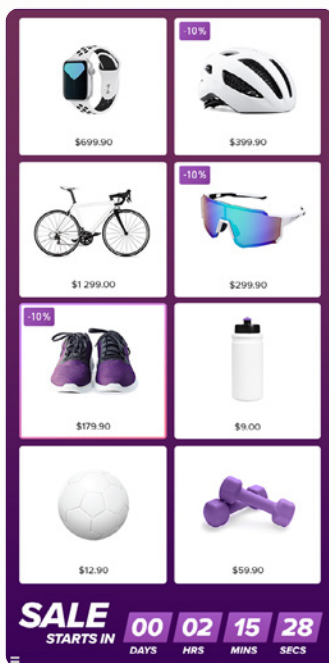 -10%
$699.90
$399.90
-10%
$1 299.00
$299.90
-10%
$179.90
$9.00
$12.90
$59.90
SALE
STARTS IN
00 02 15 28
DAYS HRS MINS SECS